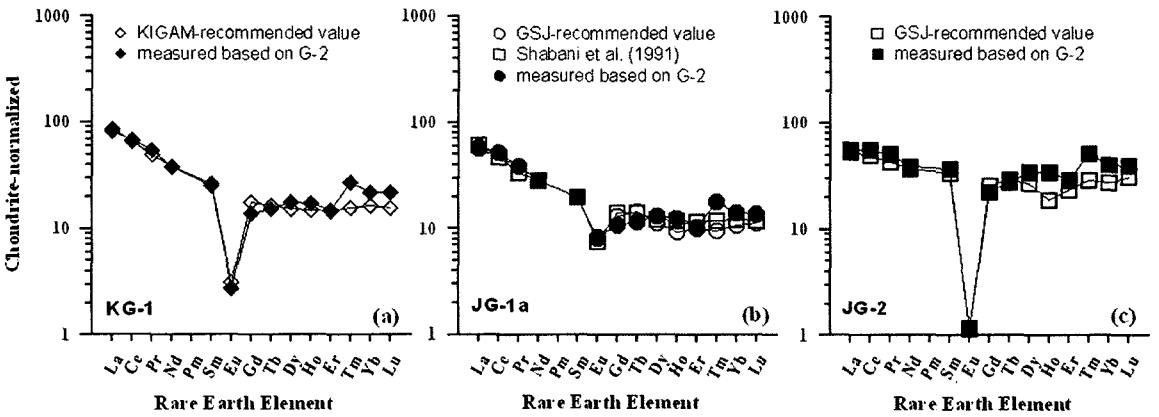 Chondrite-normalized
1000
100
10
1
KIGAM-recommended value
measured based on G-2
KG-1
(a)
La Ce Pr Nd Pm Sm Eu Gd Tb Dy Ho Er Tm Yb Lu
Rare Earth Element
1000
100
10
1
GSJ-recommended value
Shabani et al. (1991)
measured based on G-2
JG-1a
(b)
La Ce Pr Nd Pm Sm Eu Gd Tb Dy Ho Er Tm Yb Lu
Rare Earth Element
1000
100
10
1
GSJ-recommended value
measured based on G-2
JG-2
(c)
La Ce Pr Nd Pm Sm Eu Gd Tb Dy Ho Er Tm Yb Lu
Rare Earth Element